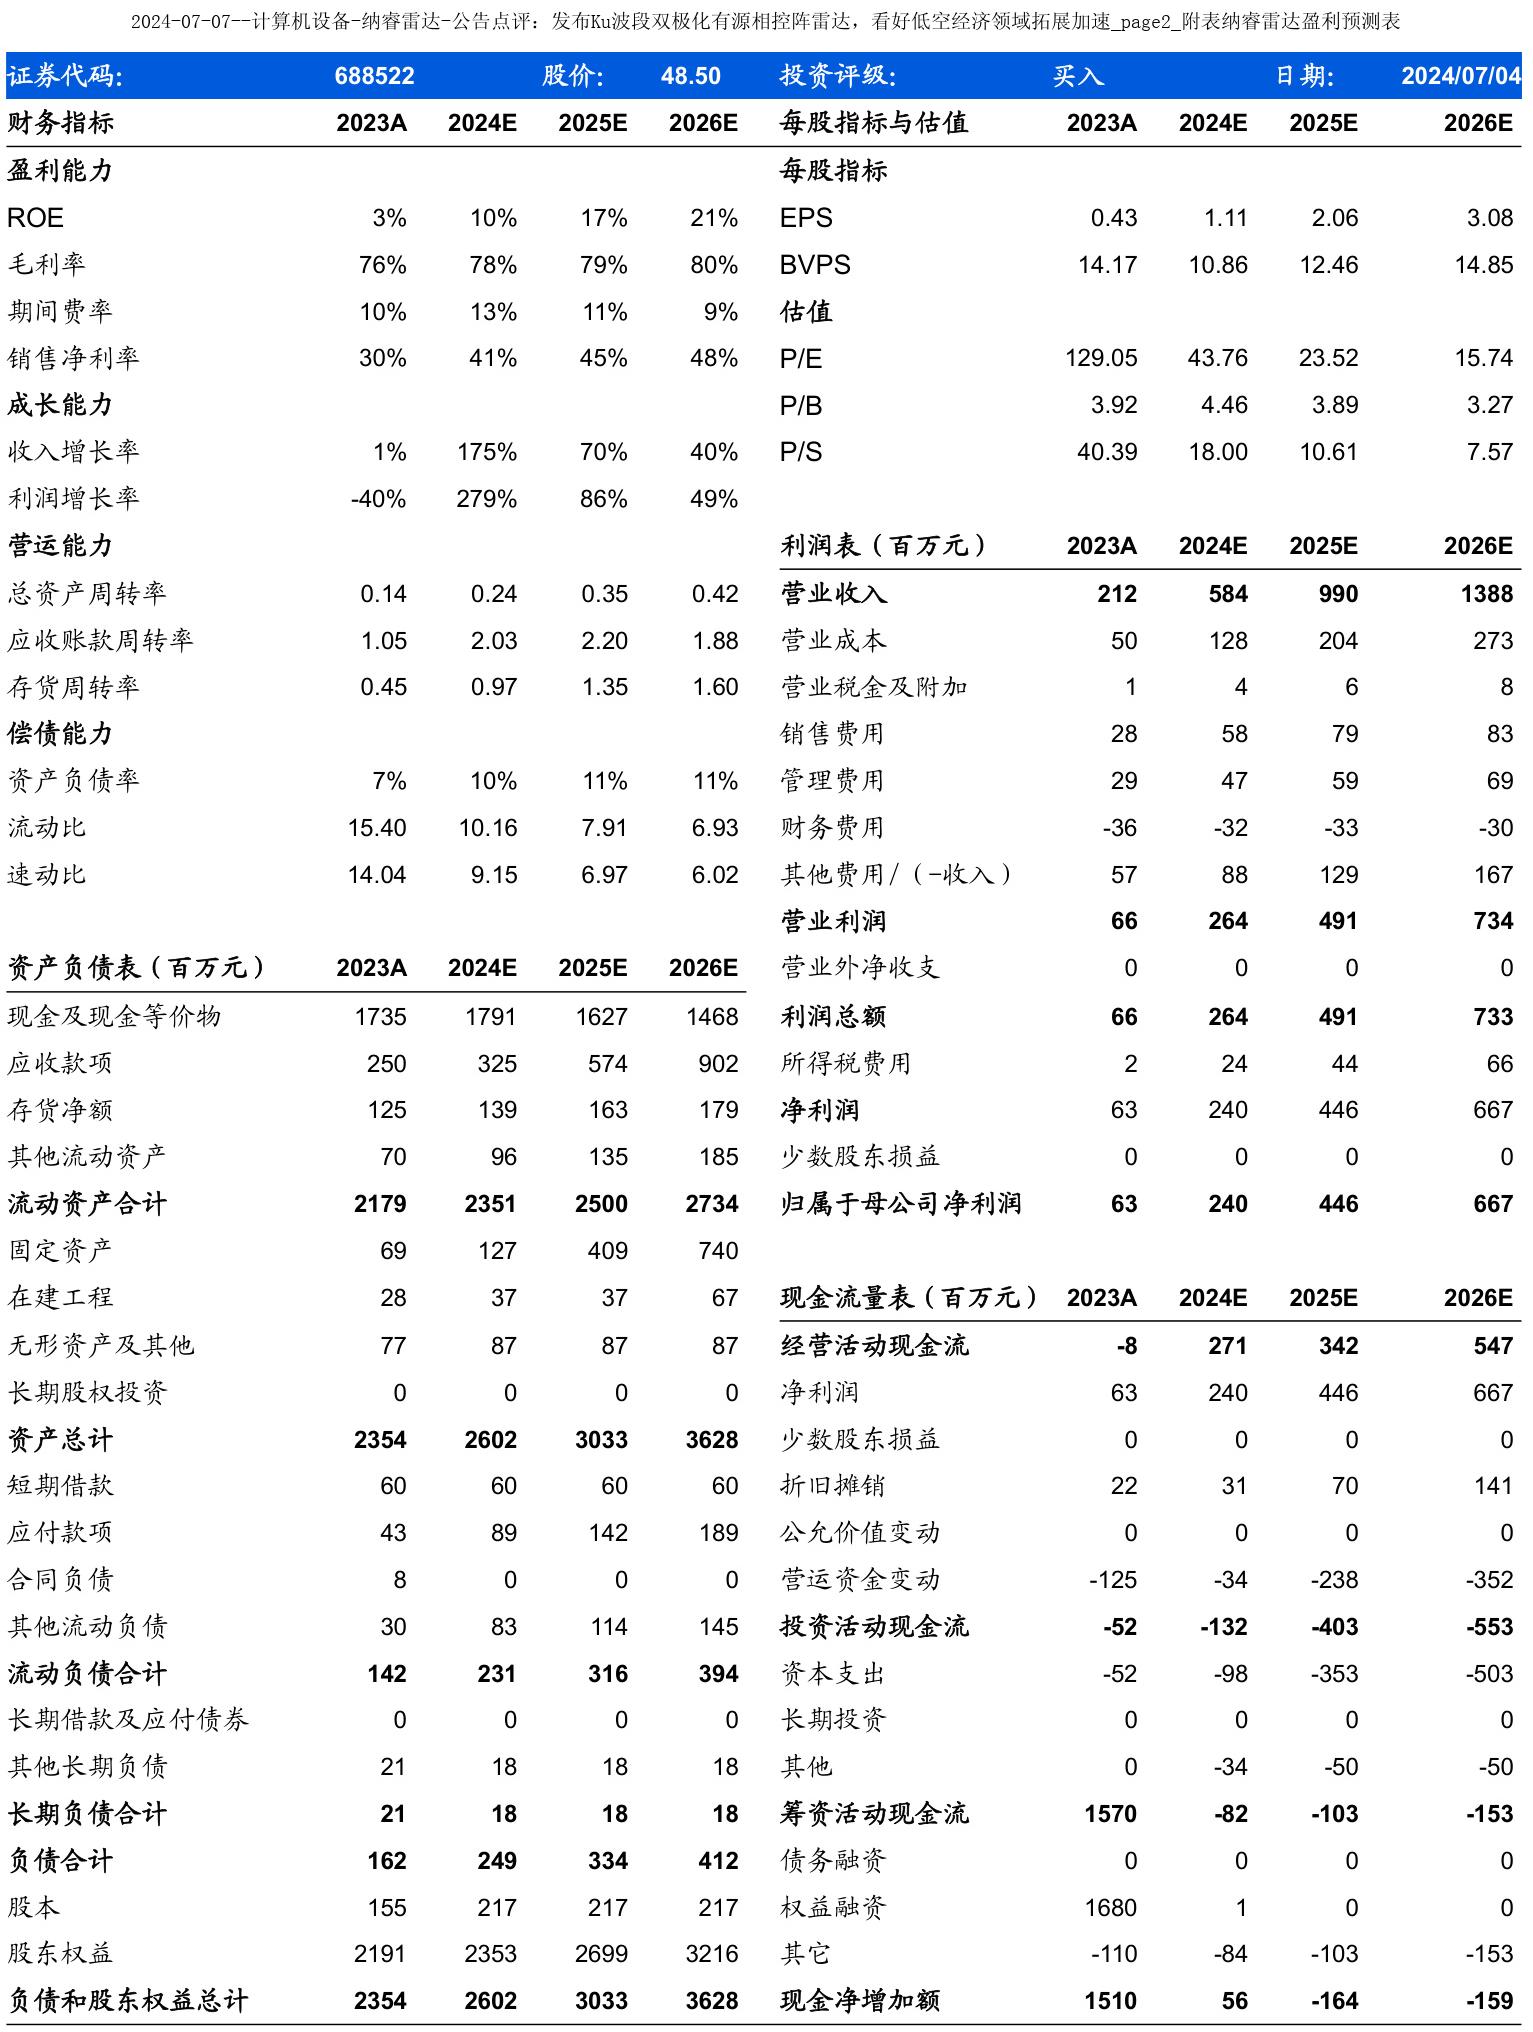 2024-07-07--计算机设备-纳睿雷达-公告点评：发布Ku波段双极化有源相控阵雷达，看好低空经济领域拓展加速_page2_附表纳睿雷达盈利预测表
证券代码： 688522 股价： 48.50 投资评级： 买入 日期： 2024/07/04
财务指标 2023A 2024E 2025E 2026E 每股指标与估值 2023A 2024E 2025E 2026E
盈利能力 每股指标
ROE 3% 10% 17% 21% EPS 0.43 1.11 2.06 3.08
毛利率 76% 78% 79% 80% BVPS 14.17 10.86 12.46 14.85
期间费率 10% 13% 11% 9% 估值
销售净利率 30% 41% 45% 48% P/E 129.05 43.76 23.52 15.74
成长能力 P/B 3.92 4.46 3.89 3.27
收入增长率 1% 175% 70% 40% P/S 40.39 18.00 10.61 7.57
利润增长率 -40% 279% 86% 49%
营运能力 利润表（百万元） 2023A 2024E 2025E 2026E
总资产周转率 0.14 0.24 0.35 0.42 营业收入 212 584 990 1388
应收账款周转率 1.05 2.03 2.20 1.88 营业成本 50 128 204 273
存货周转率 0.45 0.97 1.35 1.60 营业税金及附加 1 4 6 8
偿债能力 销售费用 28 58 79 83
资产负债率 7% 10% 11% 11% 管理费用 29 47 59 69
流动比 15.40 10.16 7.91 6.93 财务费用 -36 -32 -33 -30
速动比 14.04 9.15 6.97 6.02 其他费用/（-收入） 57 88 129 167
营业利润 66 264 491 734
资产负债表（百万元） 2023A 2024E 2025E 2026E 营业外净收支 0 0 0 0
现金及现金等价物 1735 1791 1627 1468 利润总额 66 264 491 733
应收款项 250 325 574 902 所得税费用 2 24 44 66
存货净额 125 139 163 179 净利润 63 240 446 667
其他流动资产 70 96 135 185 少数股东损益 0 0 0 0
流动资产合计 2179 2351 2500 2734 归属于母公司净利润 63 240 446 667
固定资产 69 127 409 740
在建工程 28 37 37 67 现金流量表（百万元） 2023A 2024E 2025E 2026E
无形资产及其他 77 87 87 87 经营活动现金流 -8 271 342 547
长期股权投资 0 0 0 0 净利润 63 240 446 667
资产总计 2354 2602 3033 3628 少数股东损益 0 0 0 0
短期借款 60 60 60 60 折旧摊销 22 31 70 141
应付款项 43 89 142 189 公允价值变动 0 0 0 0
合同负债 8 0 0 0 营运资金变动 -125 -34 -238 -352
其他流动负债 30 83 114 145 投资活动现金流 -52 -132 -403 -553
流动负债合计 142 231 316 394 资本支出 -52 -98 -353 -503
长期借款及应付债券 0 0 0 0 长期投资 0 0 0 0
其他长期负债 21 18 18 18 其他 0 -34 -50 -50
长期负债合计 21 18 18 18 筹资活动现金流 1570 -82 -103 -153
负债合计 162 249 334 412 债务融资 0 0 0 0
股本 155 217 217 217 权益融资 1680 1 0 0
股东权益 2191 2353 2699 3216 其它 -110 -84 -103 -153
负债和股东权益总计 2354 2602 3033 3628 现金净增加额 1510 56 -164 -159